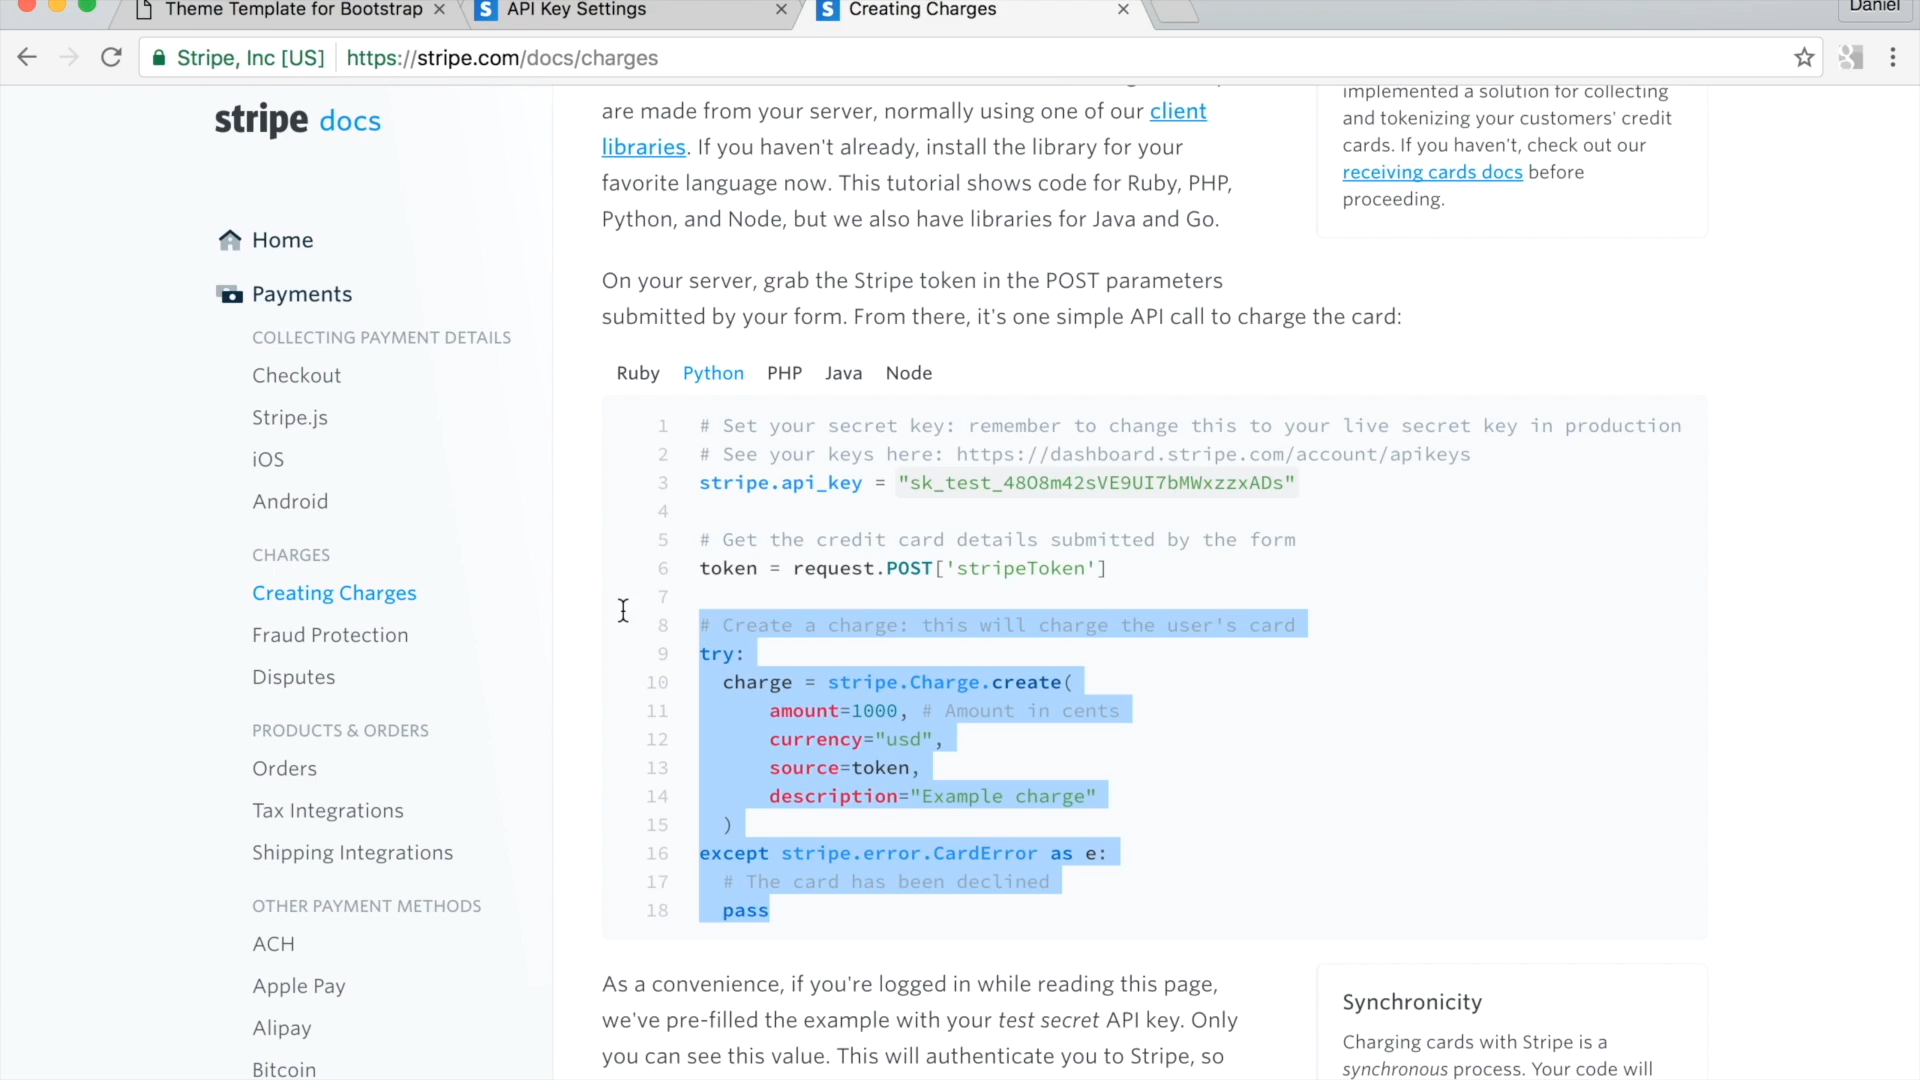 Theme Template for Bootstrap
API Key Settings
Creating Charges
Daniel
Stripe, Inc [US]
https://stripe.com/docs/charges
stripe docs
Home
Payments
COLLECTING PAYMENT DETAILS
Checkout
Stripe.js
iOS
Android
CHARGES
Creating Charges
Fraud Protection
Disputes
PRODUCTS & ORDERS
Orders
Tax Integrations
Shipping Integrations
OTHER PAYMENT METHODS
ACH
Apple Pay
Alipay
Bitcoin
are made from your server, normally using one of our client
libraries. If you haven't already, install the library for your
favorite language now. This tutorial shows code for Ruby, PHP,
Python, and Node, but we also have libraries for Java and Go.
On your server, grab the Stripe token in the POST parameters
submitted by your form. From there, it's one simple API call to charge the card:
Ruby Python PHP Java Node
1 # Set your secret key: remember to change this to your live secret key in production
2 # See your keys here: https://dashboard.stripe.com/account/apikeys
3 stripe.api_key = "sk_test_48O8m42sVE9UI7bMWxzzxADs"
4
5 # Get the credit card details submitted by the form
6 token = request.POST['stripeToken']
7
8 # Create a charge: this will charge the user's card
9 try:
10 charge = stripe.Charge.create(
11 amount=1000, # Amount in cents
12 currency="usd",
13 source=token,
14 description="Example charge"
15 )
16 except stripe.error.CardError as e:
17 # The card has been declined
18 pass
As a convenience, if you're logged in while reading this page,
we've pre-filled the example with your test secret API key. Only
you can see this value. This will authenticate you to Stripe, so
implemented a solution for collecting
and tokenizing your customers' credit
cards. If you haven't, check out our
receiving cards docs before
proceeding.
Synchronicity
Charging cards with Stripe is a
synchronous process. Your code will